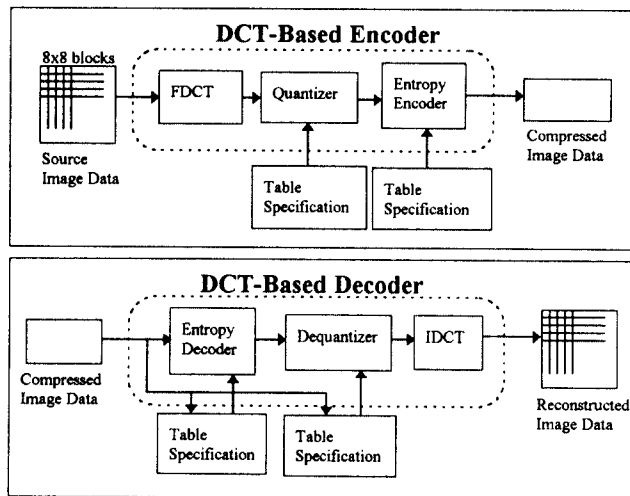 DCT-Based Encoder
8x8 blocks
FDCT
Quantizer
Entropy
Encoder
Source
Image Data
Compressed
Image Data
Table
Specification
Table
Specification
DCT-Based Decoder
Entropy
Decoder
Dequantizer
IDCT
Compressed
Image Data
Reconstructed
Image Data
Table
Specification
Table
Specification